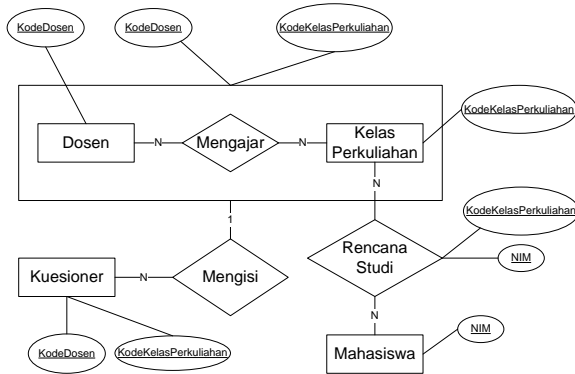 KodeDosen
KodeDosen
KodeKelasPerkuliahan
Dosen
N
Mengajar
N
Kelas
Perkuliahan
KodeKelasPerkuliahan
N
1
KodeKelasPerkuliahan
Rencana
Studi
NIM
Kuesioner
N
Mengisi
N
KodeDosen
KodeKelasPerkuliahan
Mahasiswa
NIM